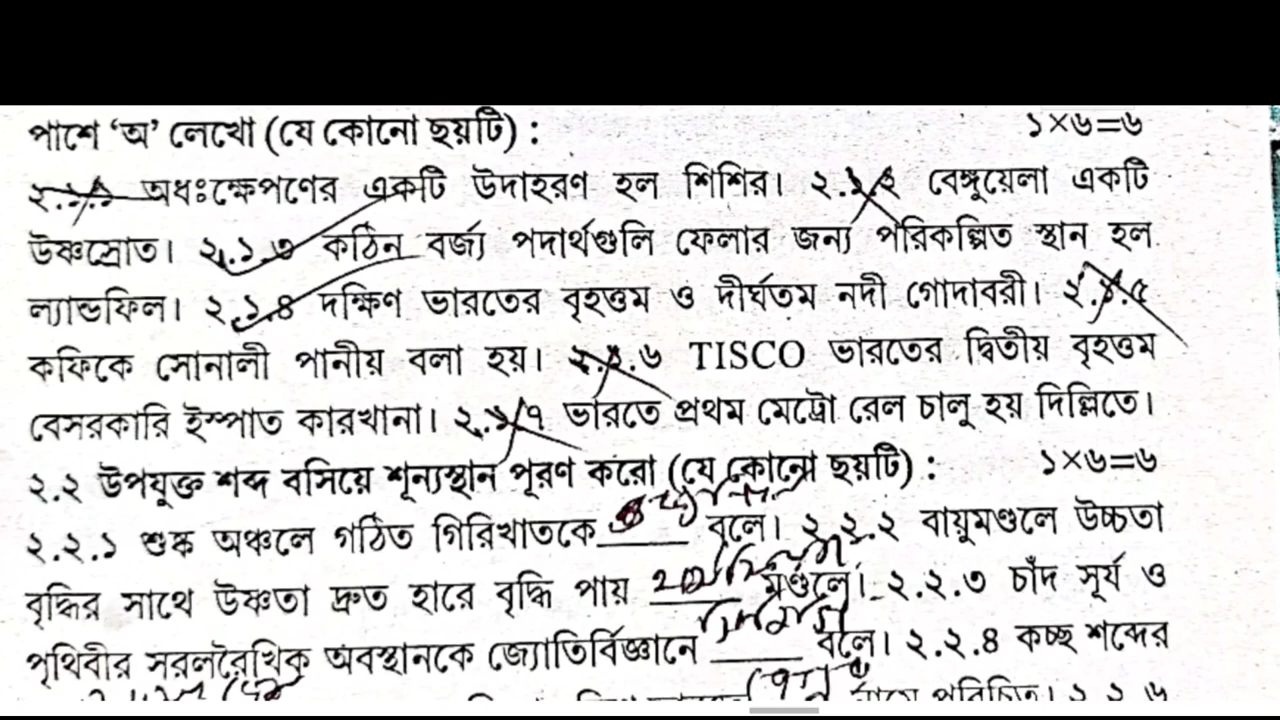 পাশে ‘অ’ লেখো (যে কোনো ছয়টি) : ১×৬=৬
২.১.১ অধঃক্ষেপণের একটি উদাহরণ হল শিশির। ২.১.২ বেঙ্গুয়েলা একটি
উষ্ণস্রোত। ২.১.৩ কঠিন বর্জ্য পদার্থগুলি ফেলার জন্য পরিকল্পিত স্থান হল
ল্যান্ডফিল। ২.১.৪ দক্ষিণ ভারতের বৃহত্তম ও দীর্ঘতম নদী গোদাবরী। ২.১.৫
কফিকে সোনালী পানীয় বলা হয়। ২.১.৬ TISCO ভারতের দ্বিতীয় বৃহত্তম
বেসরকারি ইস্পাত কারখানা। ২.১.৭ ভারতে প্রথম মেট্রো রেল চালু হয় দিল্লিতে।
২.২ উপযুক্ত শব্দ বসিয়ে শূন্যস্থান পূরণ করো (যে কোনো ছয়টি) : ১×৬=৬
২.২.১ শুষ্ক অঞ্চলে গঠিত গিরিখাতকে ____ বলে। ২.২.২ বায়ুমণ্ডলে উচ্চতা
বৃদ্ধির সাথে উষ্ণতা দ্রুত হারে বৃদ্ধি পায় ____ মণ্ডলে। ২.২.৩ চাঁদ সূর্য ও
পৃথিবীর সরলরৈখিক অবস্থানকে জ্যোতির্বিজ্ঞানে ____ বলে। ২.২.৪ কচ্ছ শব্দের